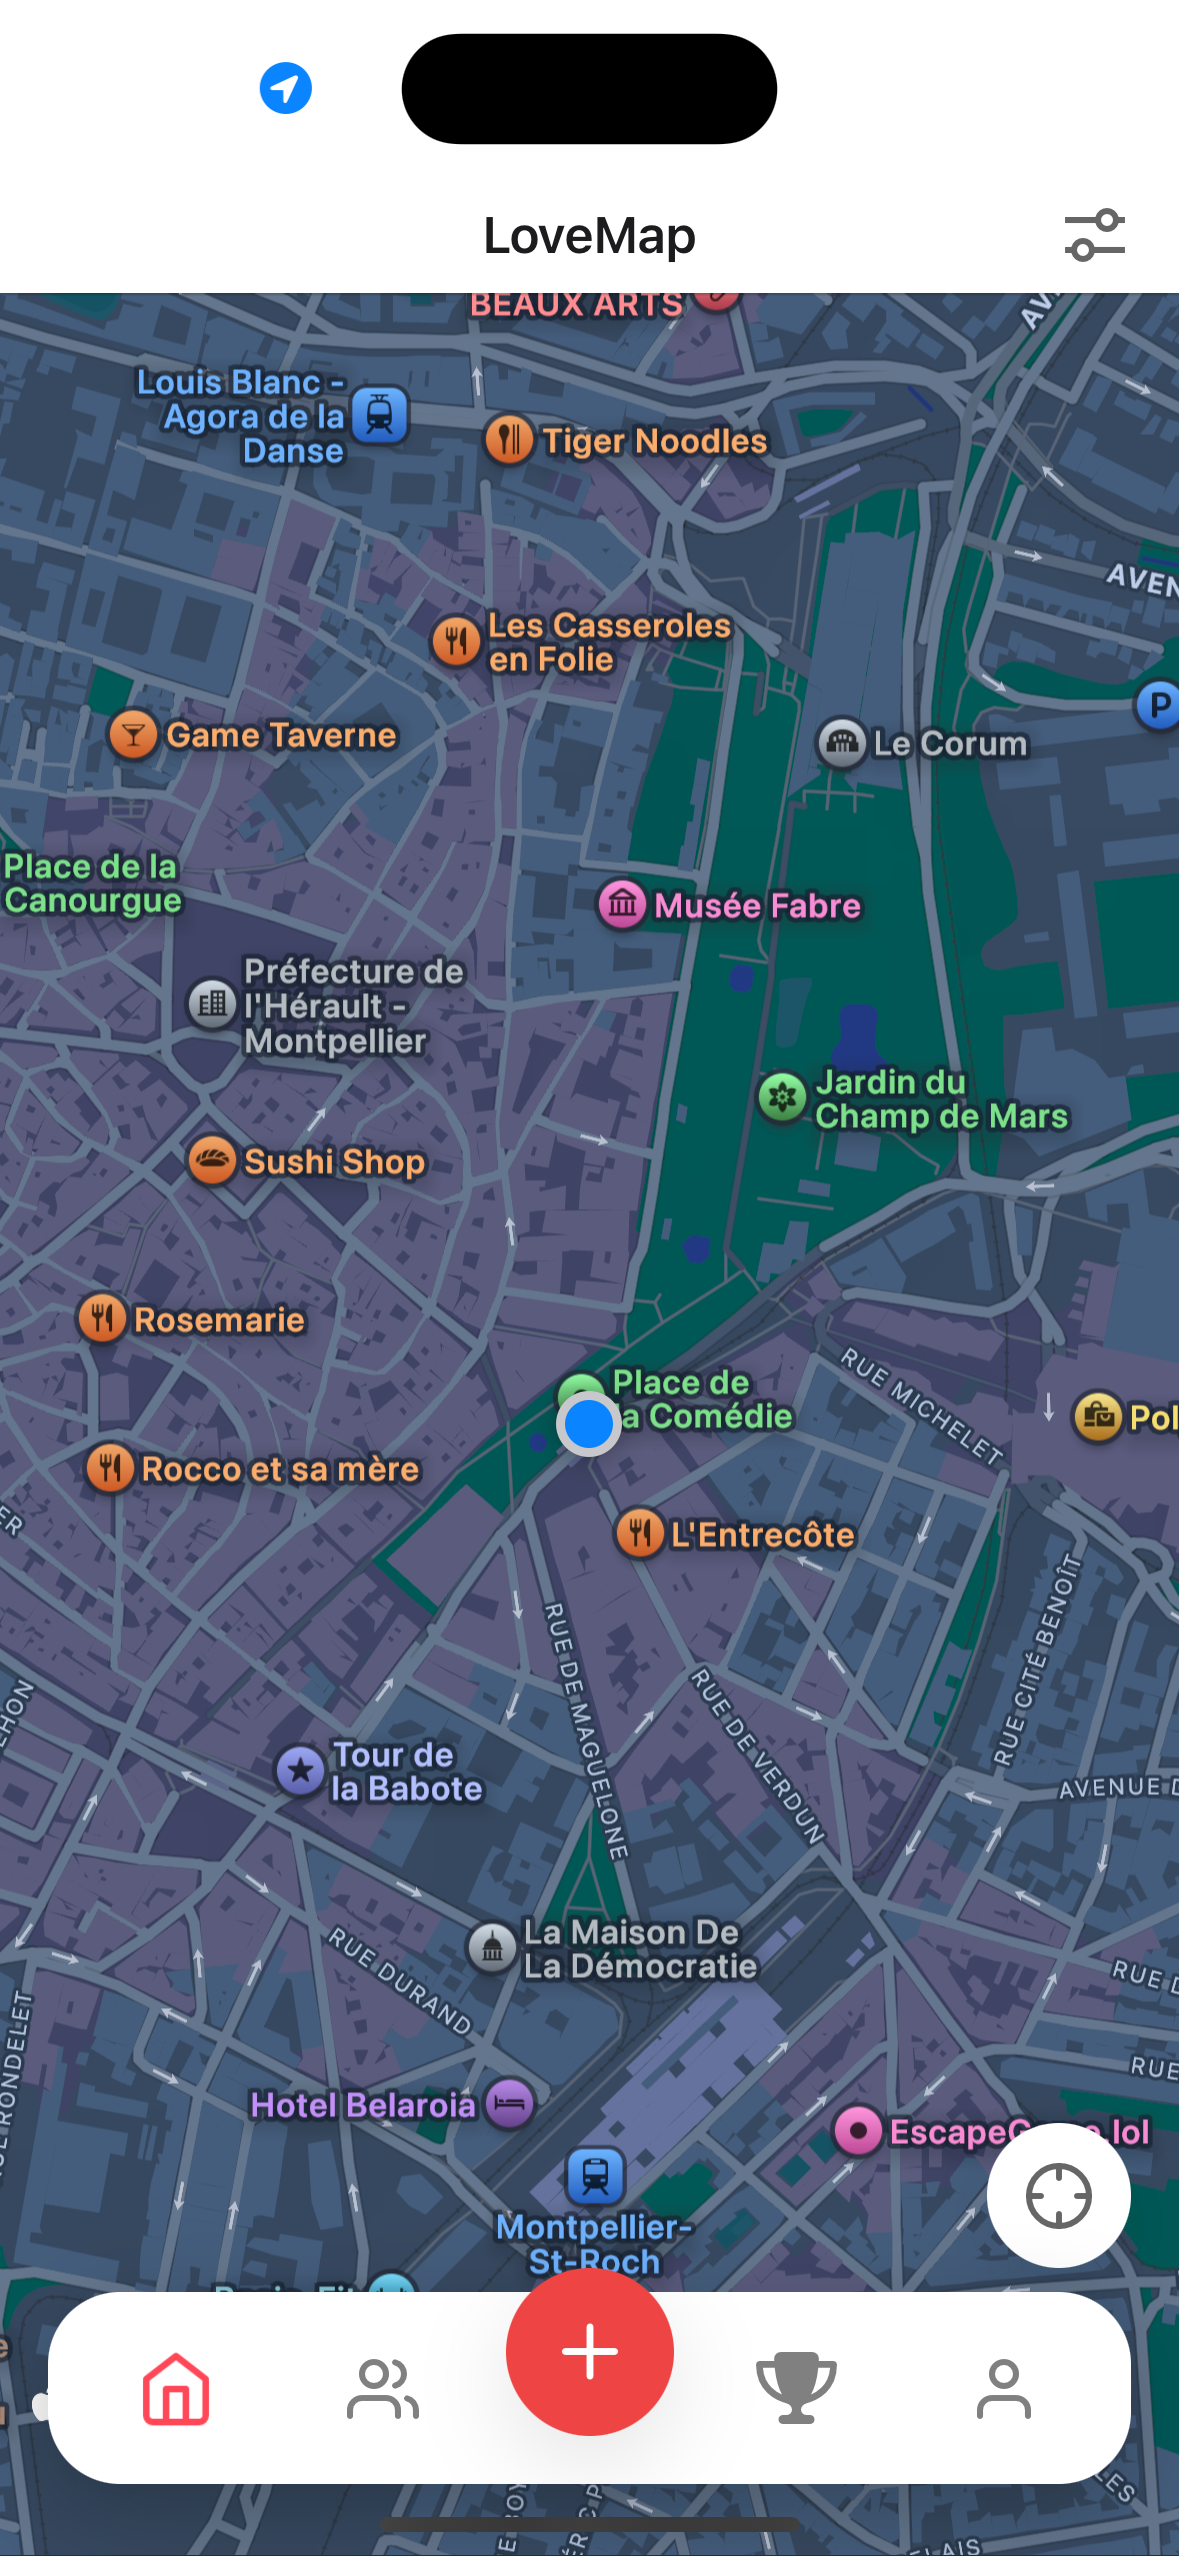 LoveMap
BEAUX ARTS
Louis Blanc -
Agora de la
Danse
Tiger Noodles
AVEN
Les Casseroles
en Folie
P
Game Taverne
Le Corum
Place de la
Canourgue
Musée Fabre
Préfecture de
l'Hérault -
Montpellier
Jardin du
Champ de Mars
Sushi Shop
Rosemarie
RUE MICHELET
Place de
la Comédie
Pol
Rocco et sa mère
L'Entrecôte
RUE CITÉ BENOÎT
RUE DE MAGUELONE
RUE DE VERDUN
Tour de
la Babote
AVENUE D
La Maison De
La Démocratie
RUE DURAND
RUE D
RUE
RONDELET
Hotel Belaroia
Montpellier-
St-Roch